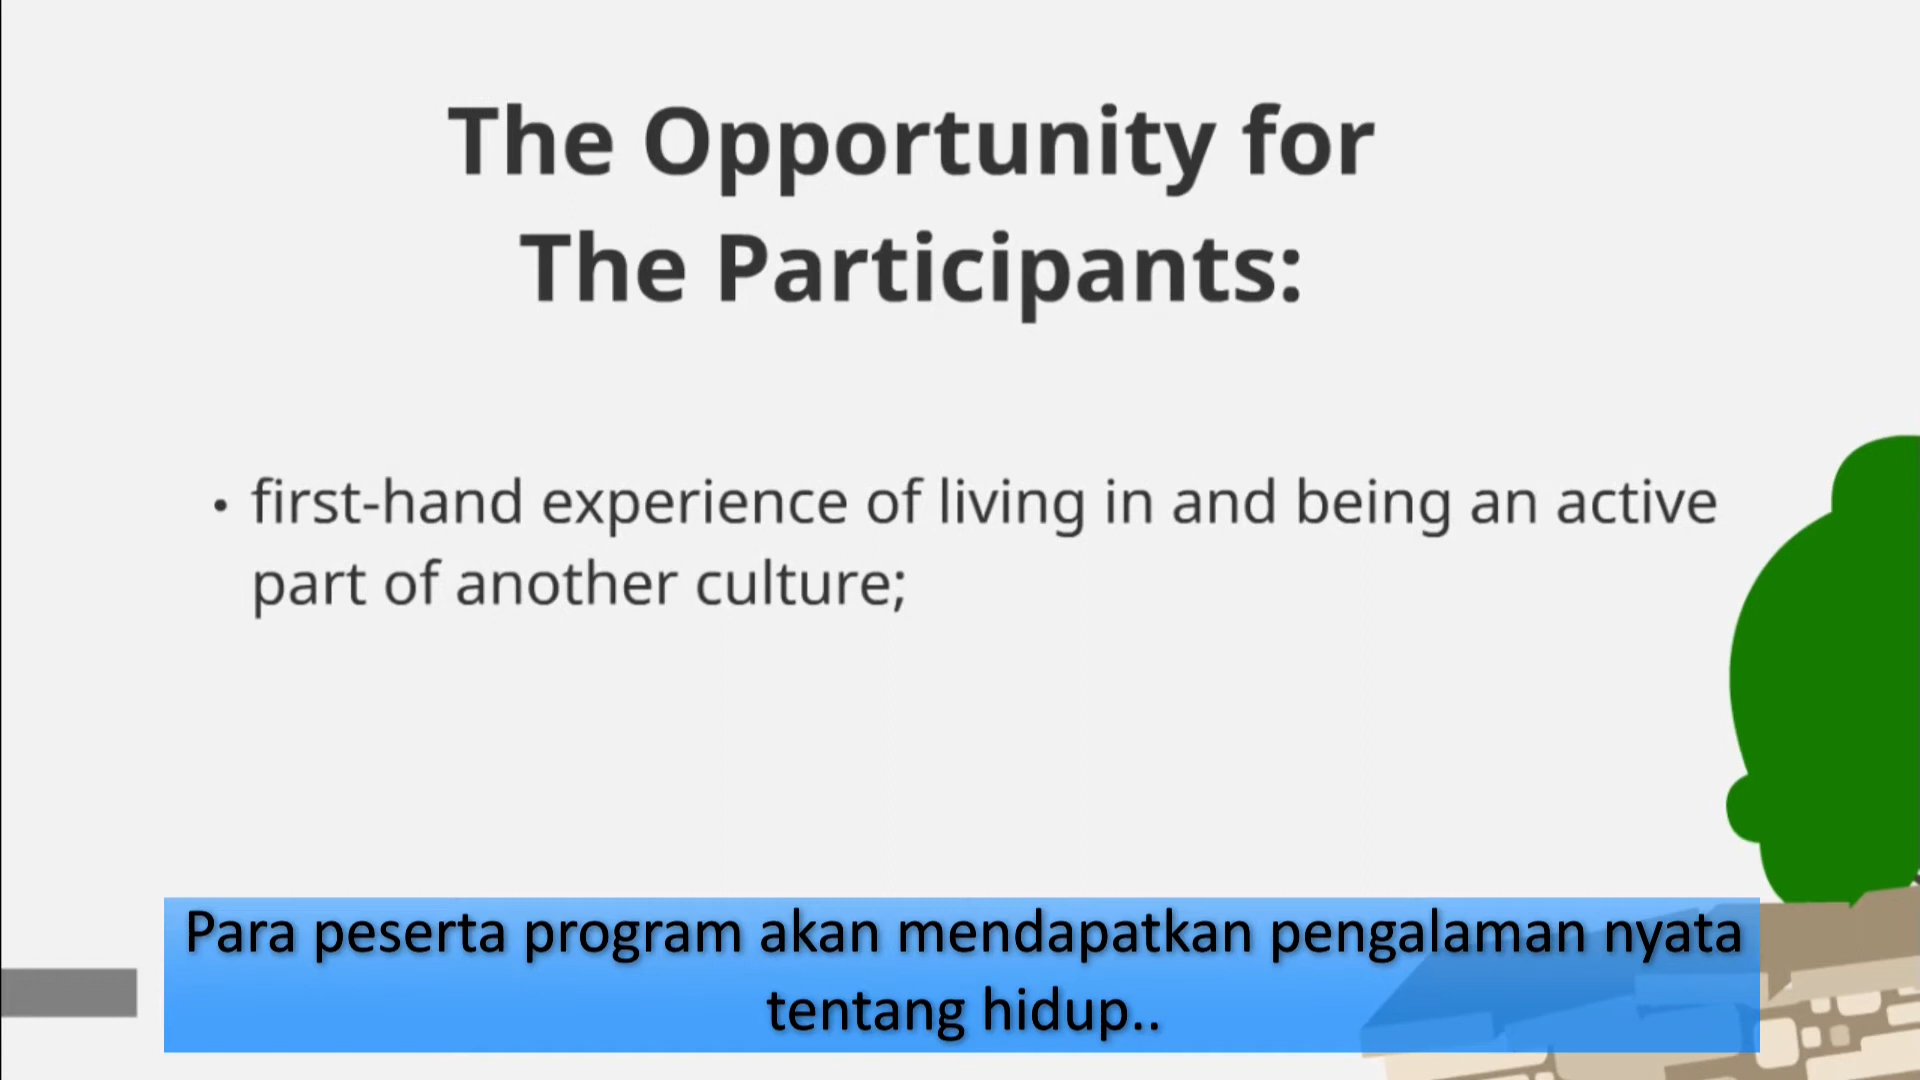 The Opportunity for
The Participants:
• first-hand experience of living in and being an active
part of another culture;
Para peserta program akan mendapatkan pengalaman nyata
tentang hidup..